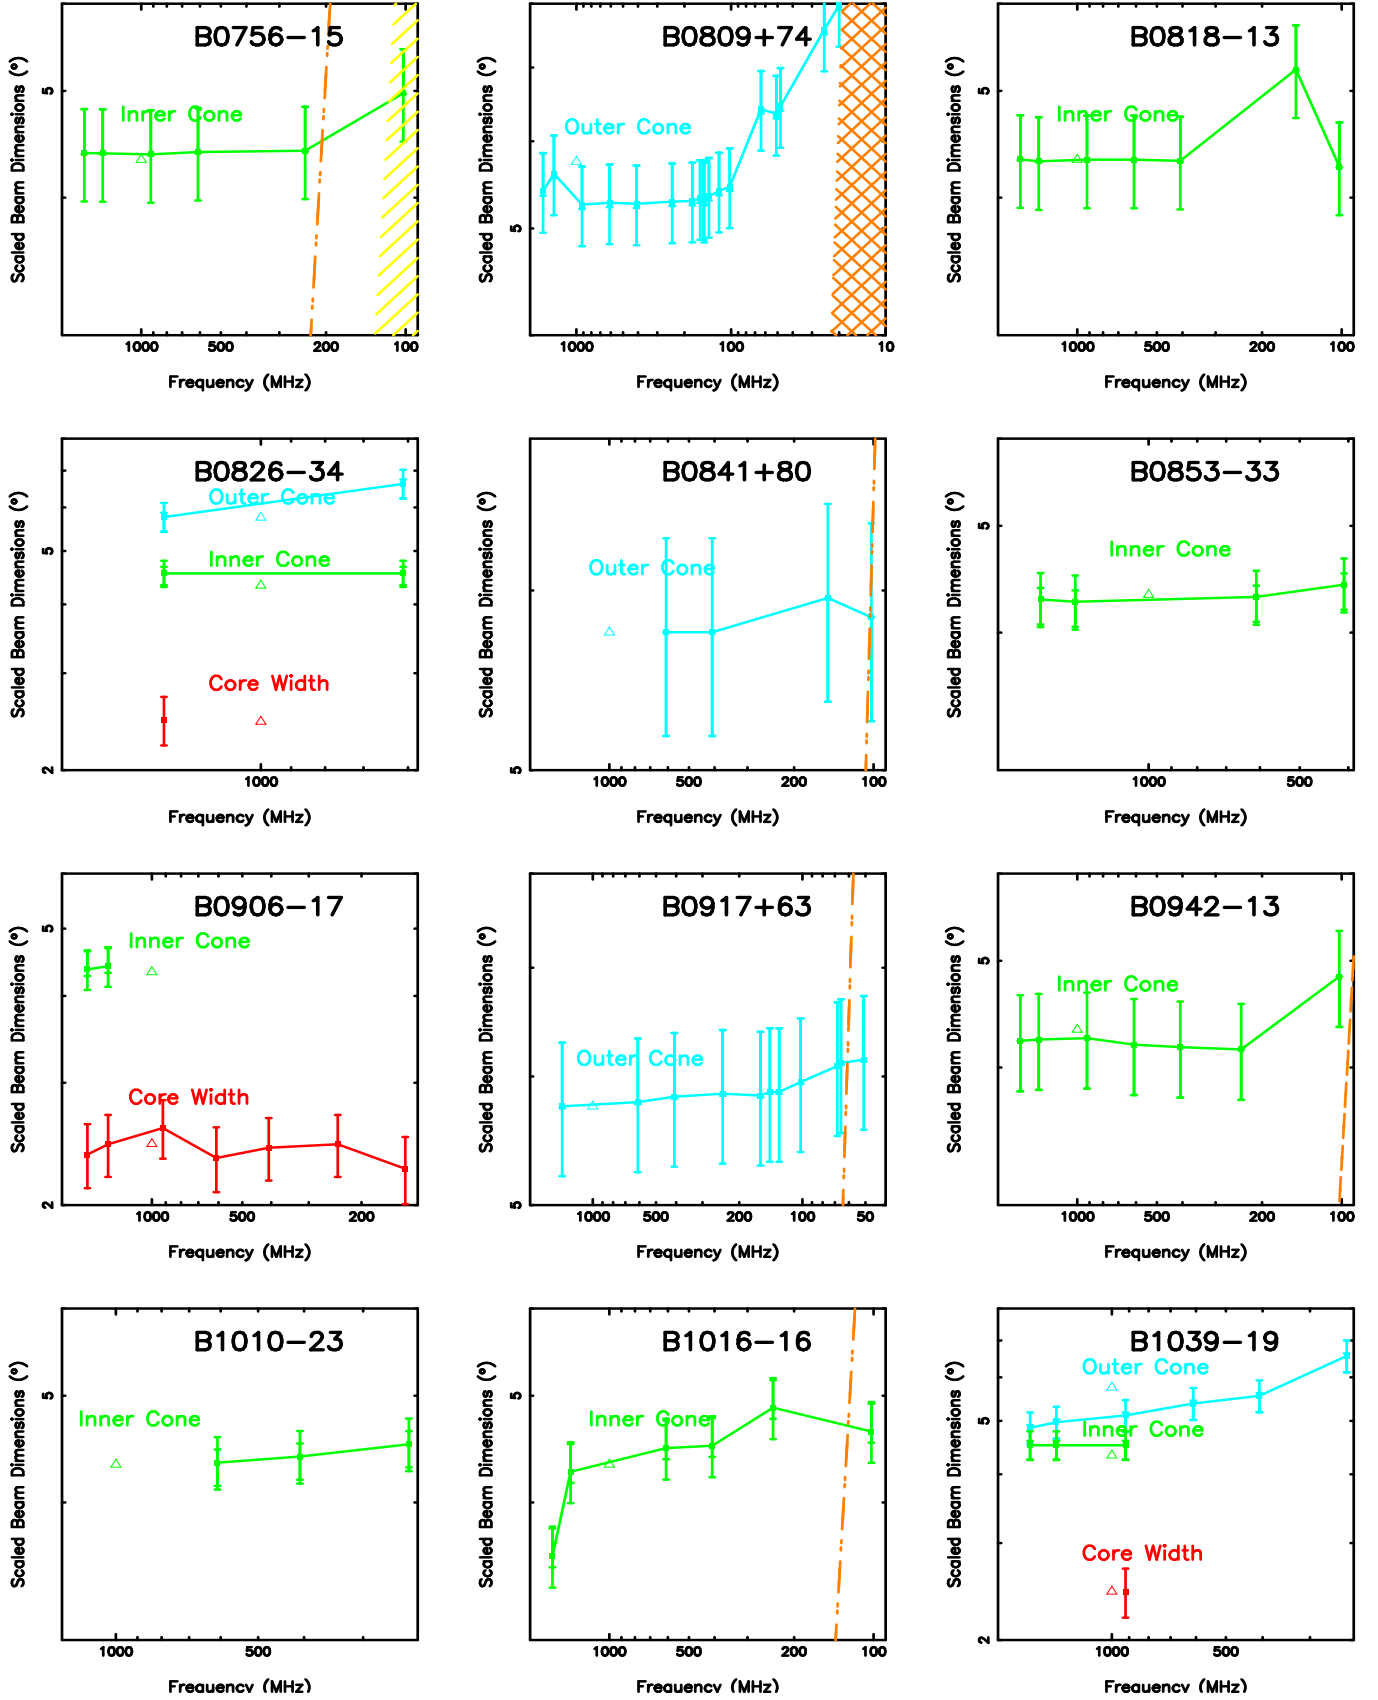 B0756−15
Inner Cone
Scaled Beam Dimensions (°)
5
1000 500 200 100
Frequency (MHz)
B0809+74
Outer Cone
Scaled Beam Dimensions (°)
5
1000 100 10
Frequency (MHz)
B0818−13
Inner Cone
Scaled Beam Dimensions (°)
5
1000 500 200 100
Frequency (MHz)
B0826−34
Outer Cone
Inner Cone
Core Width
Scaled Beam Dimensions (°)
5
2
1000
Frequency (MHz)
B0841+80
Outer Cone
Scaled Beam Dimensions (°)
5
1000 500 200 100
Frequency (MHz)
B0853−33
Inner Cone
Scaled Beam Dimensions (°)
5
1000 500
Frequency (MHz)
B0906−17
Inner Cone
Core Width
Scaled Beam Dimensions (°)
5
2
1000 500 200
Frequency (MHz)
B0917+63
Outer Cone
Scaled Beam Dimensions (°)
5
1000 500 200 100 50
Frequency (MHz)
B0942−13
Inner Cone
Scaled Beam Dimensions (°)
5
1000 500 200 100
Frequency (MHz)
B1010−23
Inner Cone
Scaled Beam Dimensions (°)
5
1000 500
Frequency (MHz)
B1016−16
Inner Cone
Scaled Beam Dimensions (°)
5
1000 500 200 100
Frequency (MHz)
B1039−19
Outer Cone
Inner Cone
Core Width
Scaled Beam Dimensions (°)
5
2
1000 500
Frequency (MHz)